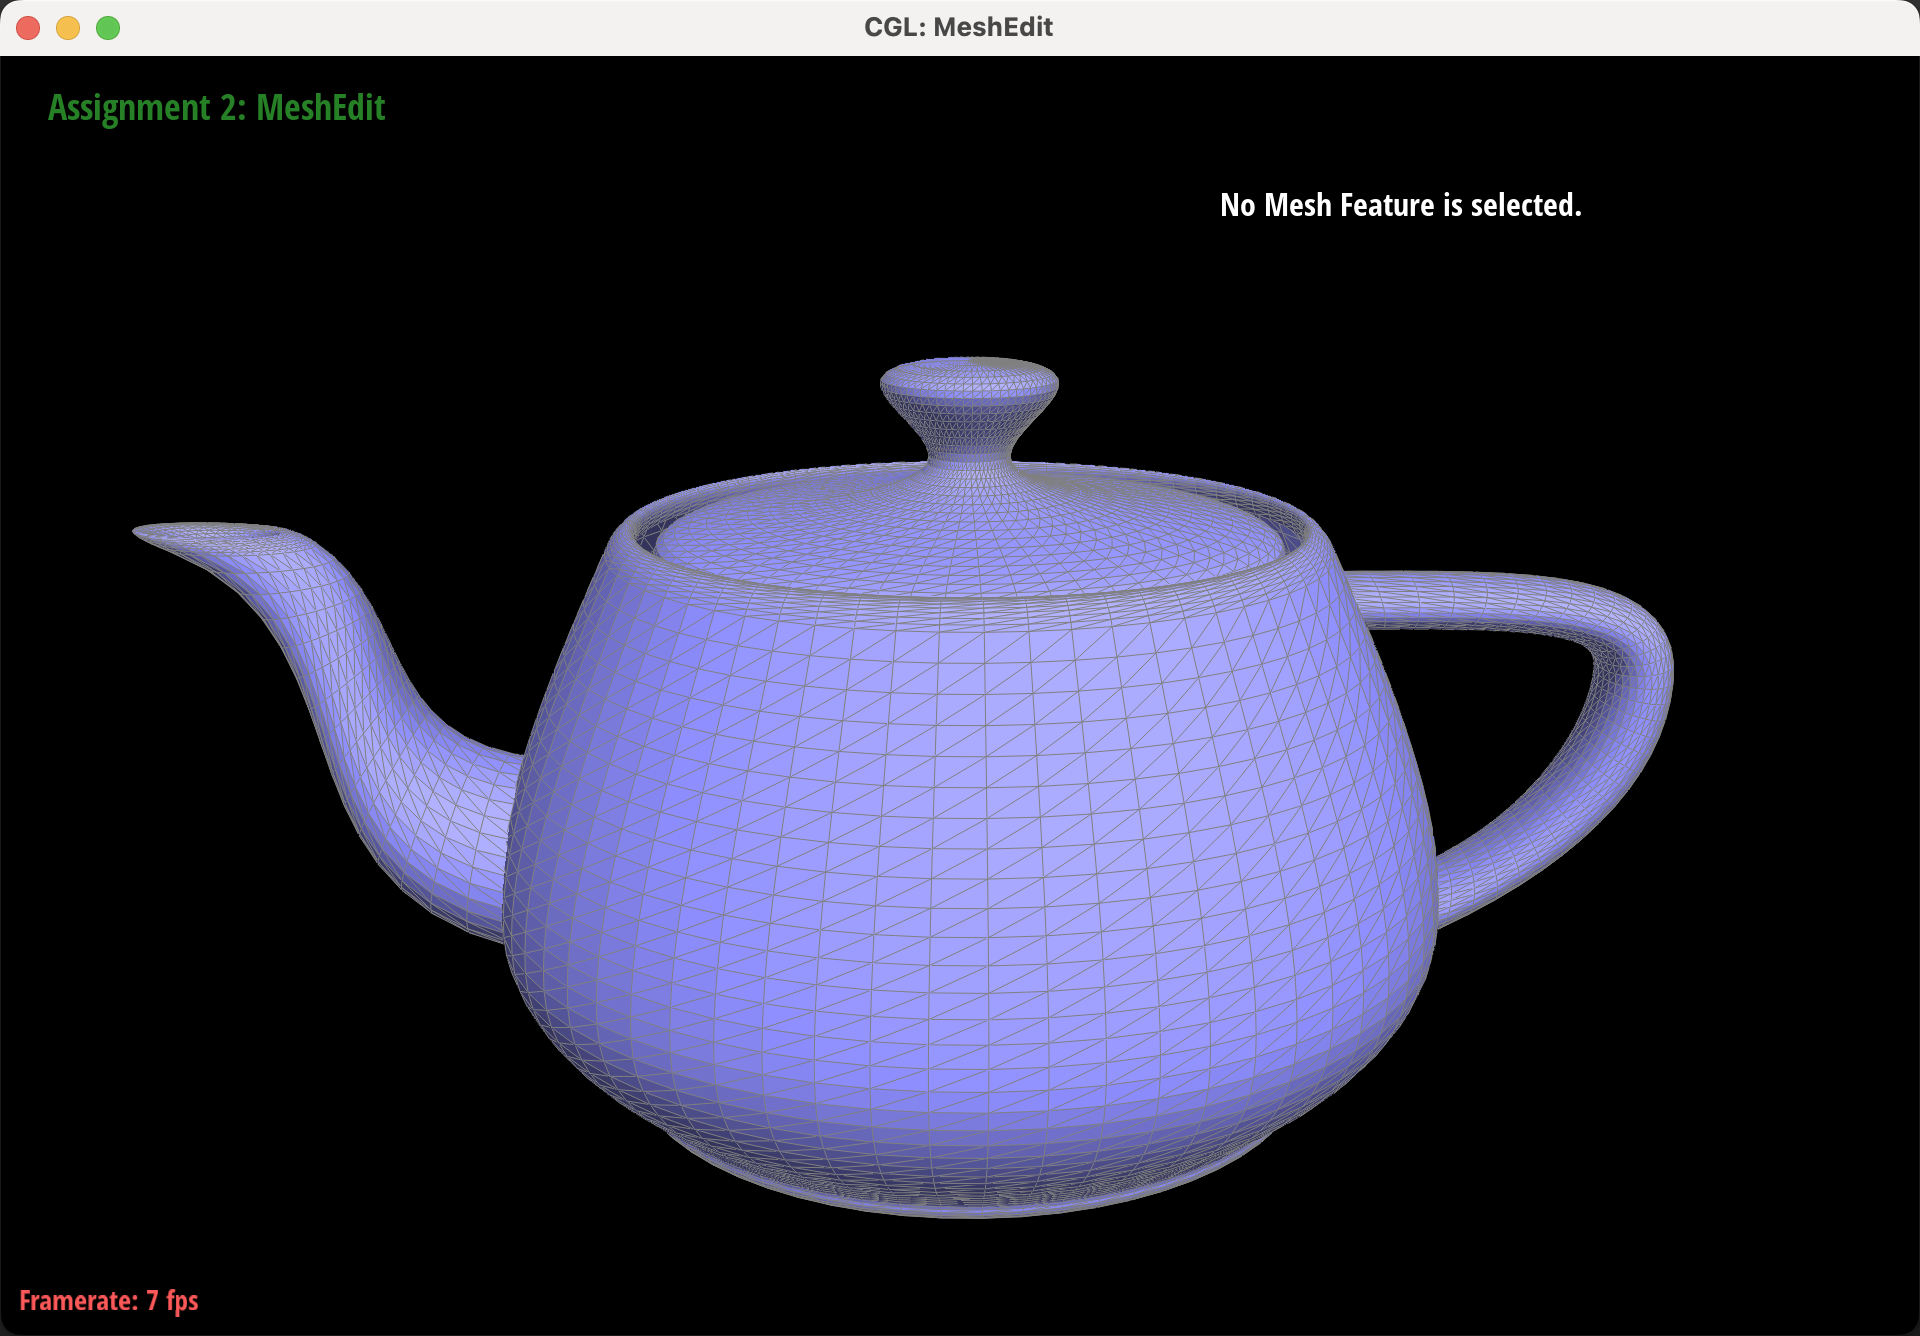 CGL: MeshEdit
Assignment 2: MeshEdit
No Mesh Feature is selected.
Framerate: 7 fps